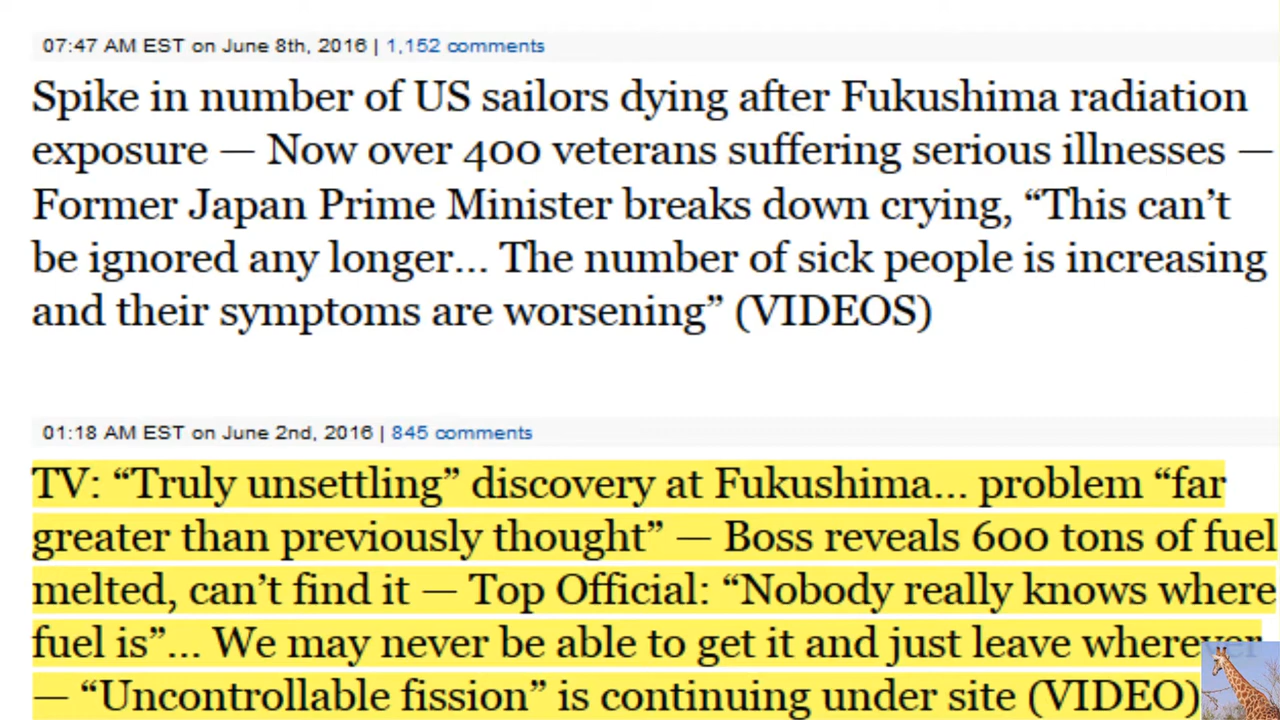 07:47 AM EST on June 8th, 2016 | 1,152 comments
Spike in number of US sailors dying after Fukushima radiation
exposure — Now over 400 veterans suffering serious illnesses —
Former Japan Prime Minister breaks down crying, “This can’t
be ignored any longer... The number of sick people is increasing
and their symptoms are worsening” (VIDEOS)
01:18 AM EST on June 2nd, 2016 | 845 comments
TV: “Truly unsettling” discovery at Fukushima... problem “far
greater than previously thought” — Boss reveals 600 tons of fuel
melted, can’t find it — Top Official: “Nobody really knows where
fuel is”... We may never be able to get it and just leave wherever
— “Uncontrollable fission” is continuing under site (VIDEO)